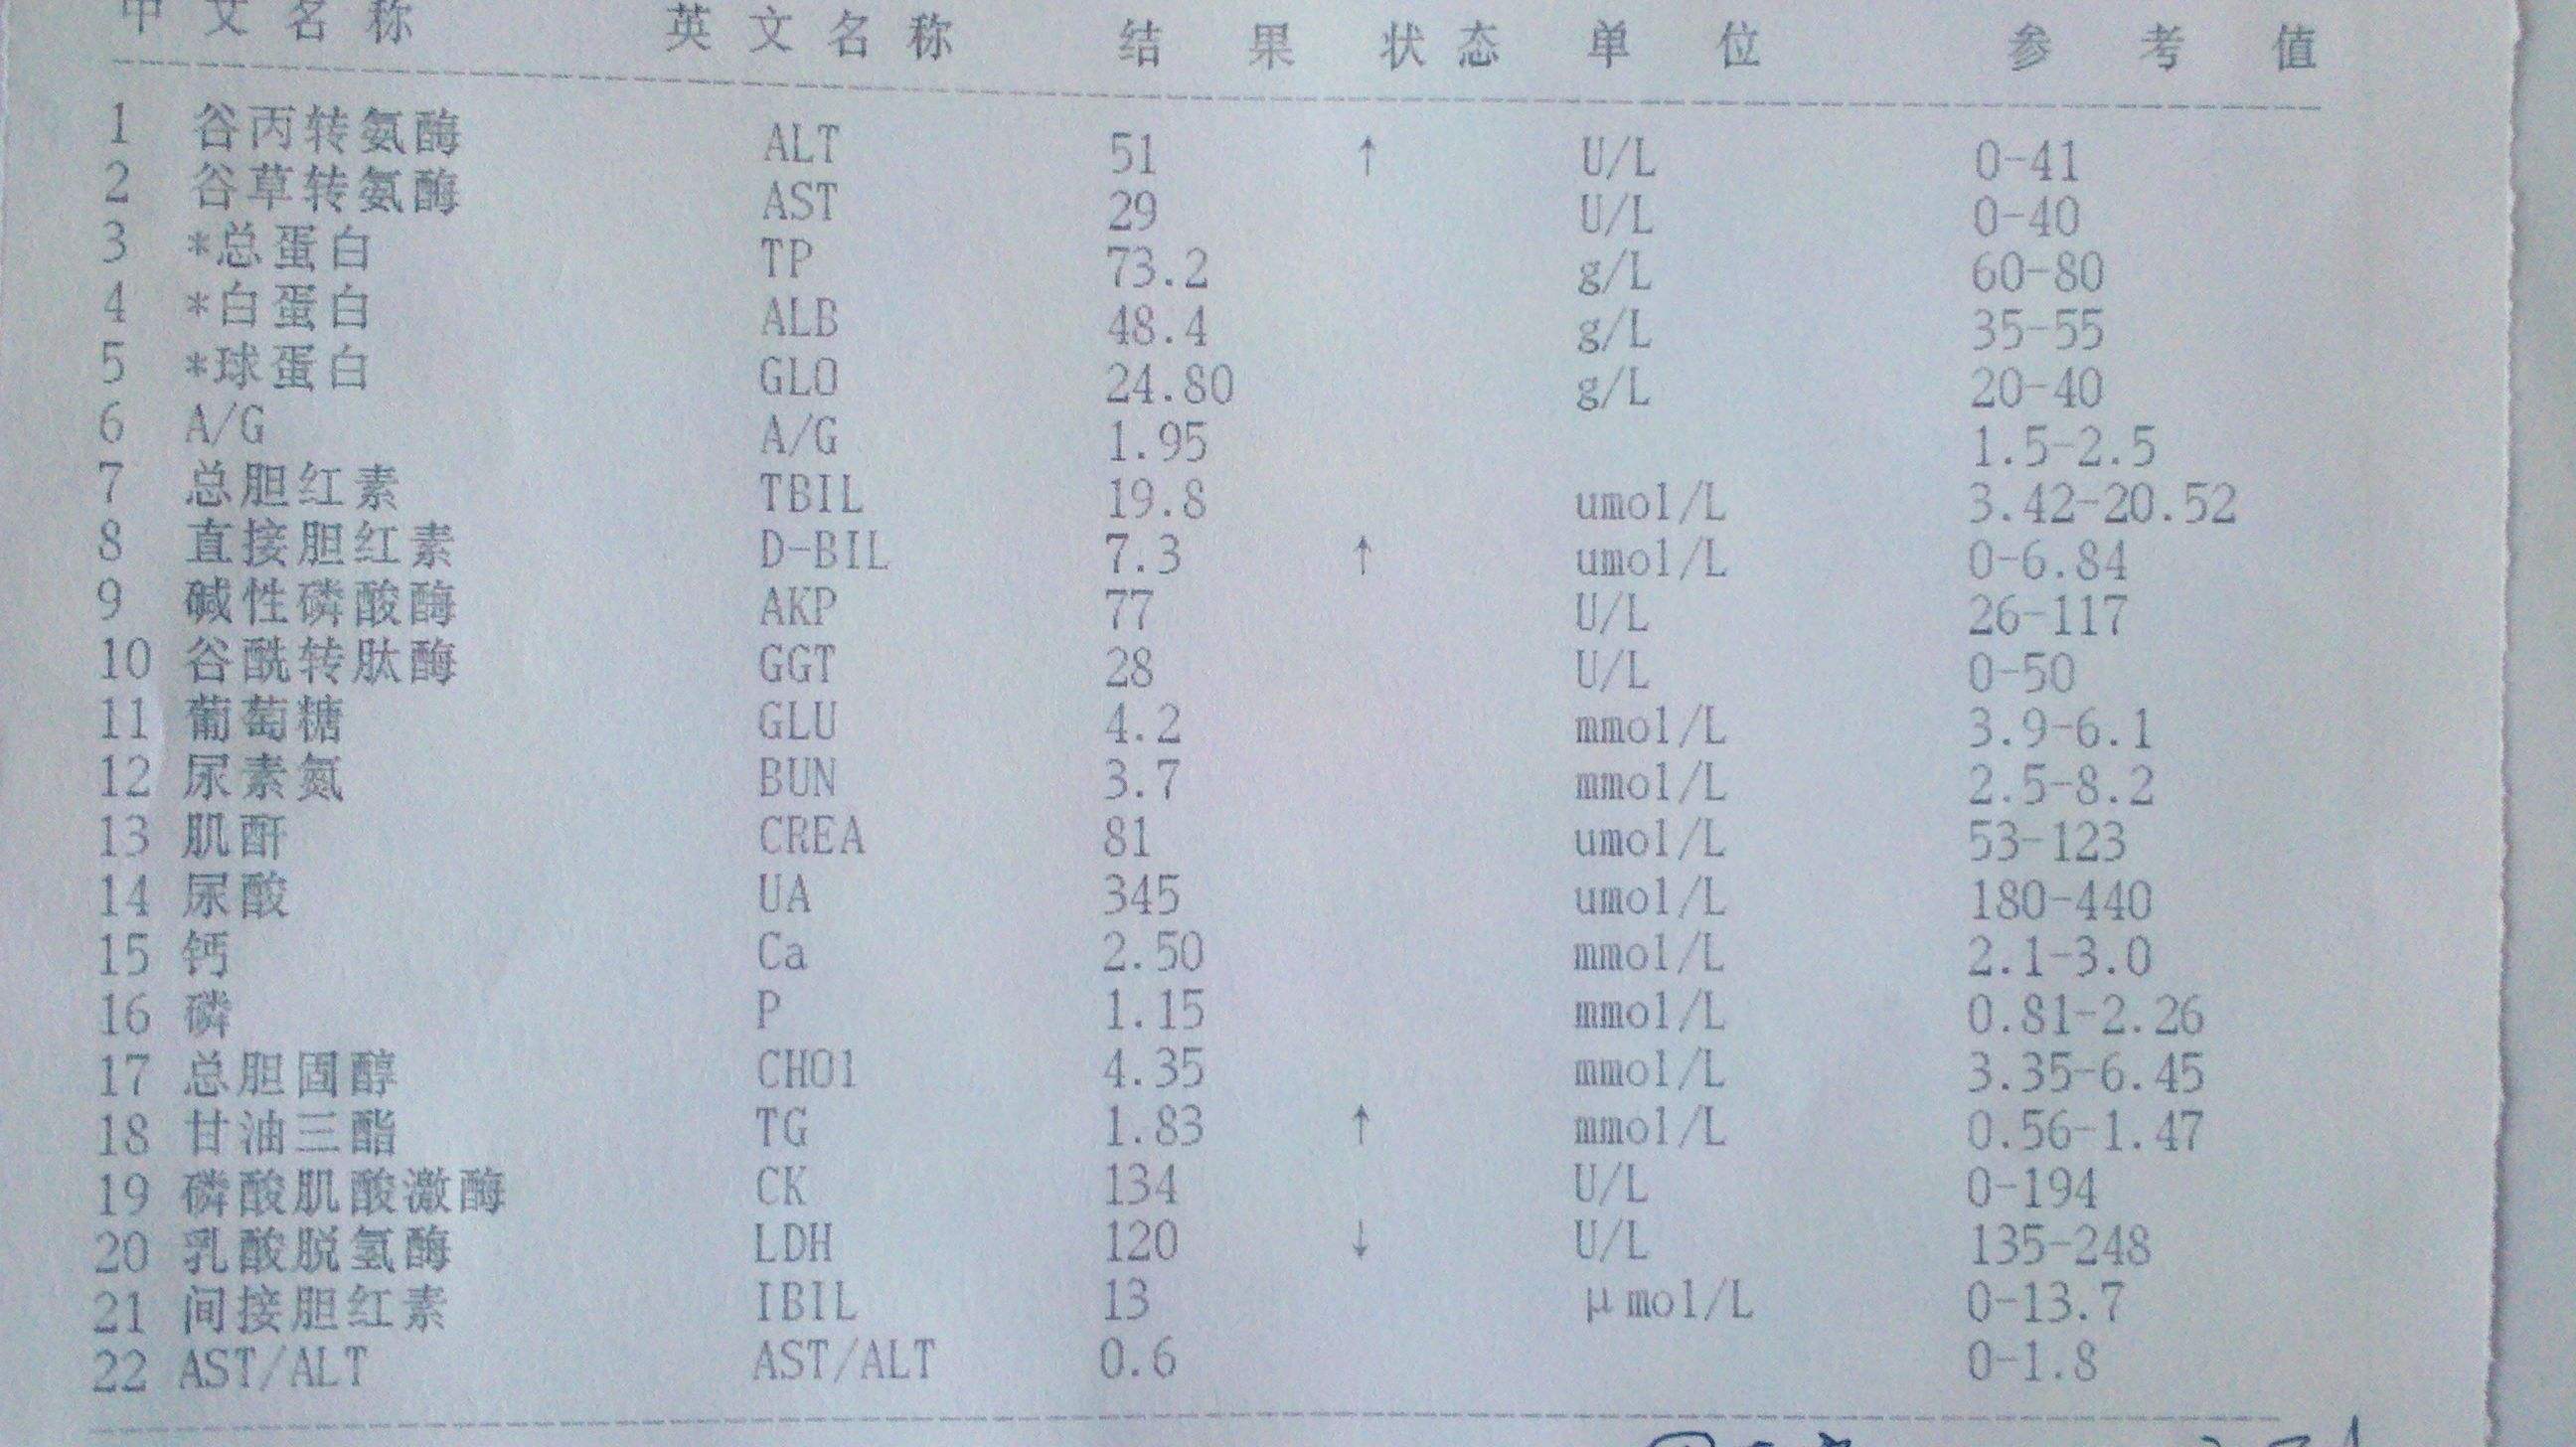 中文名称 英文名称 结果 状态 单位 参考值
1 谷丙转氨酶 ALT 51 ↑ U/L 0-41
2 谷草转氨酶 AST 29 U/L 0-40
3 *总蛋白 TP 73.2 g/L 60-80
4 *白蛋白 ALB 48.4 g/L 35-55
5 *球蛋白 GLO 24.80 g/L 20-40
6 A/G A/G 1.95 1.5-2.5
7 总胆红素 TBIL 19.8 umol/L 3.42-20.52
8 直接胆红素 D-BIL 7.3 ↑ umol/L 0-6.84
9 碱性磷酸酶 AKP 77 U/L 26-117
10 谷酰转肽酶 GGT 28 U/L 0-50
11 葡萄糖 GLU 4.2 mmol/L 3.9-6.1
12 尿素氮 BUN 3.7 mmol/L 2.5-8.2
13 肌酐 CREA 81 umol/L 53-123
14 尿酸 UA 345 umol/L 180-440
15 钙 Ca 2.50 mmol/L 2.1-3.0
16 磷 P 1.15 mmol/L 0.81-2.26
17 总胆固醇 CHO1 4.35 mmol/L 3.35-6.45
18 甘油三酯 TG 1.83 ↑ mmol/L 0.56-1.47
19 磷酸肌酸激酶 CK 134 U/L 0-194
20 乳酸脱氢酶 LDH 120 ↓ U/L 135-248
21 间接胆红素 IBIL 13 μmol/L 0-13.7
22 AST/ALT AST/ALT 0.6 0-1.8